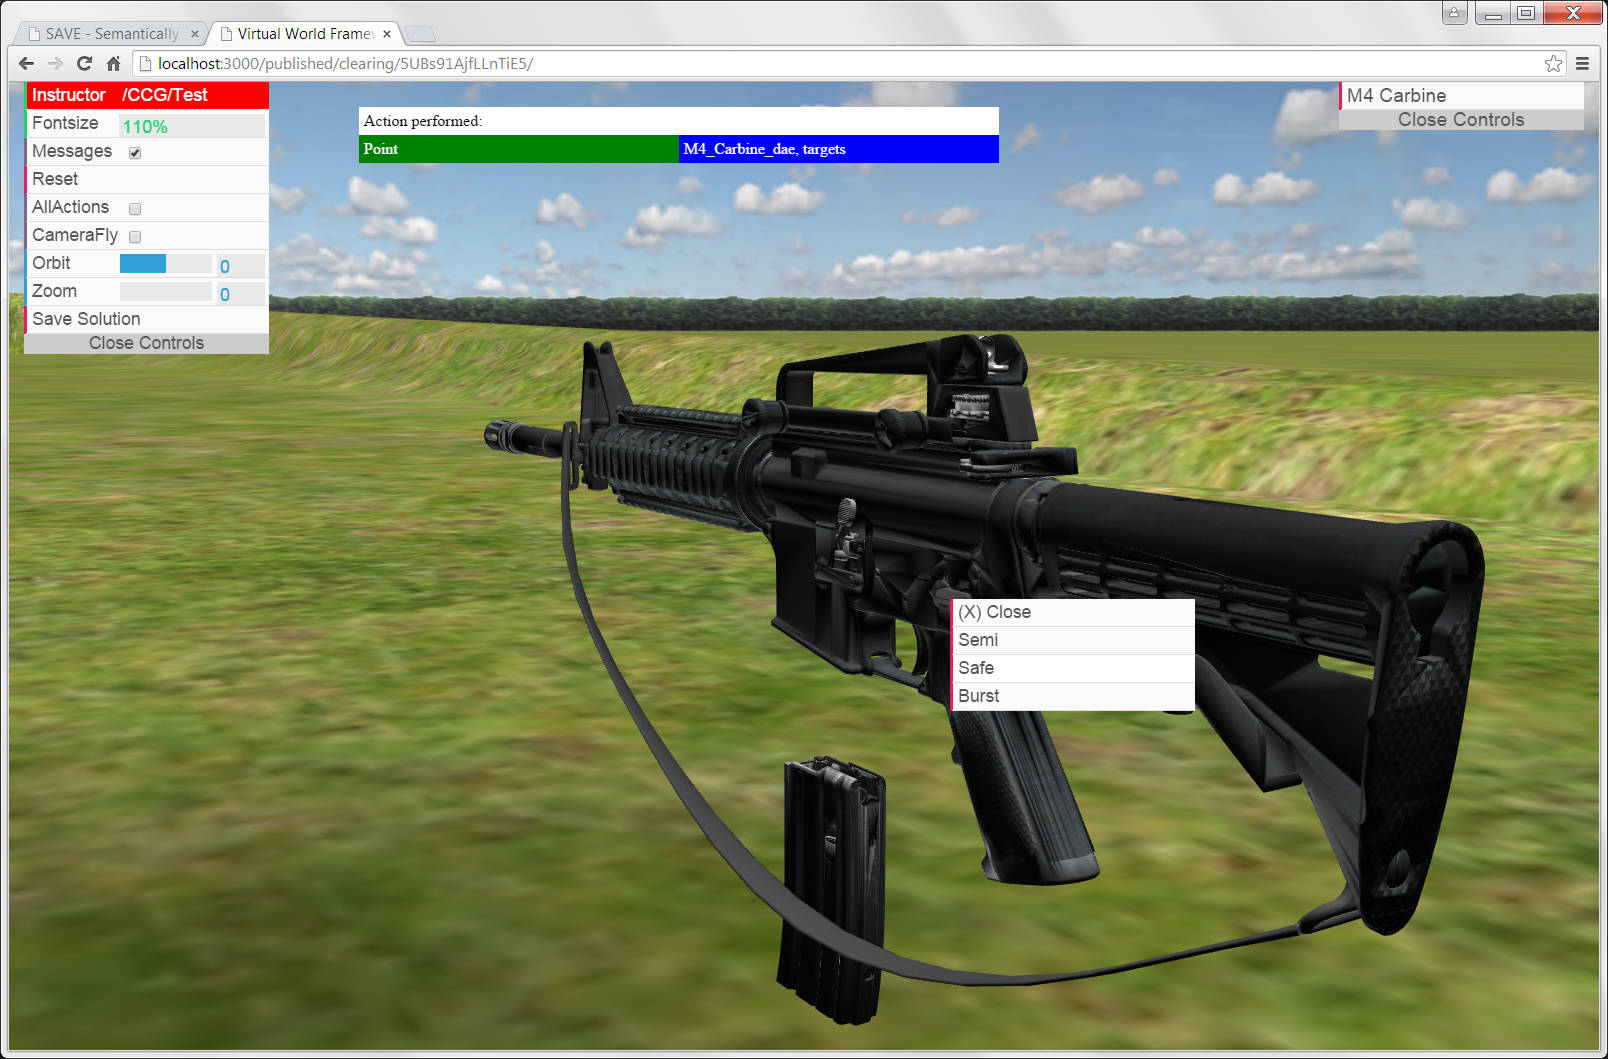 SAVE - Semantically
Virtual World Frame
localhost:3000/published/clearing/5UBs91AjfLLnTiE5/
Instructor /CCG/Test
Fontsize 110%
Messages
Reset
AllActions
CameraFly
Orbit 0
Zoom 0
Save Solution
Close Controls
Action performed:
Point M4_Carbine_dae, targets
M4 Carbine
Close Controls
(X) Close
Semi
Safe
Burst